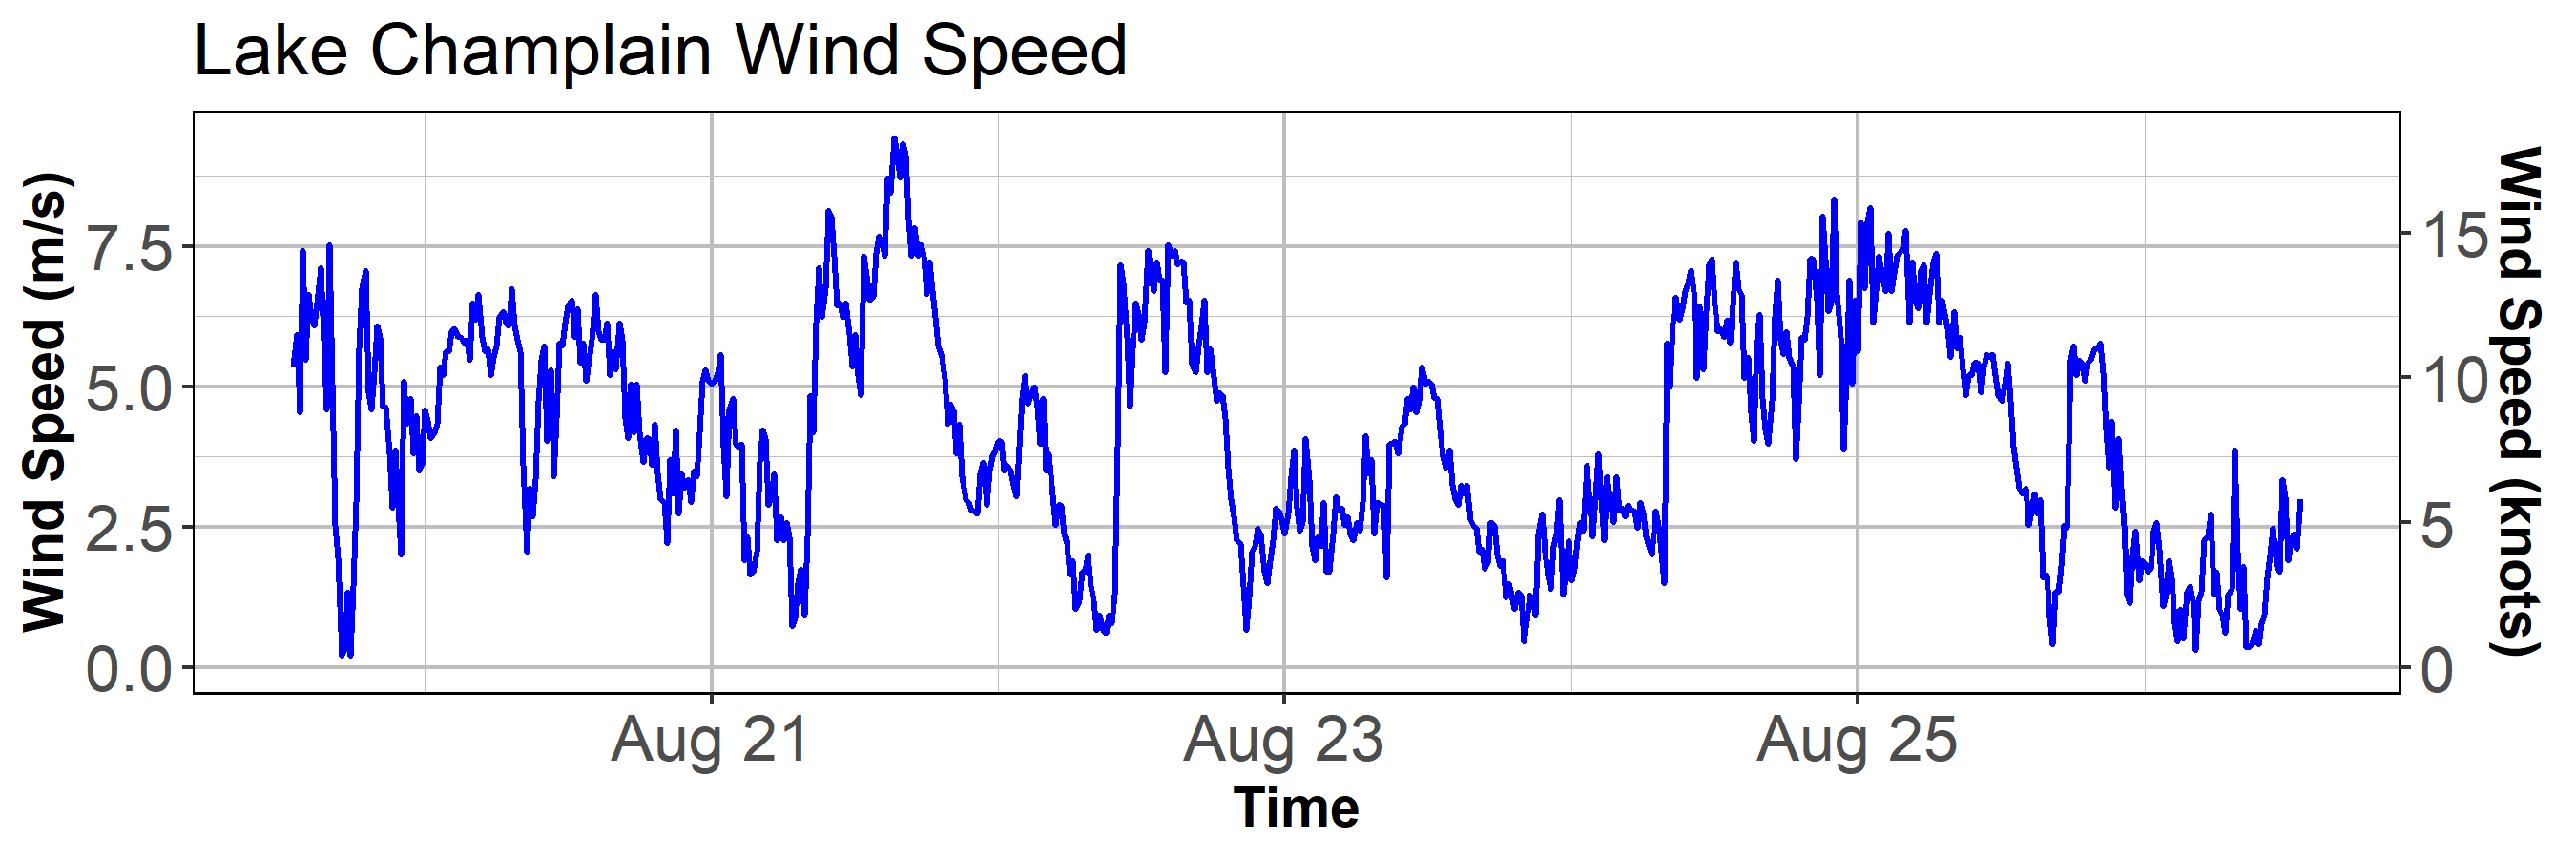 Lake Champlain Wind Speed
Wind Speed (m/s)
7.5
5.0
2.5
0.0
15
10
5
0
Wind Speed (knots)
Aug 21
Aug 23
Aug 25
Time